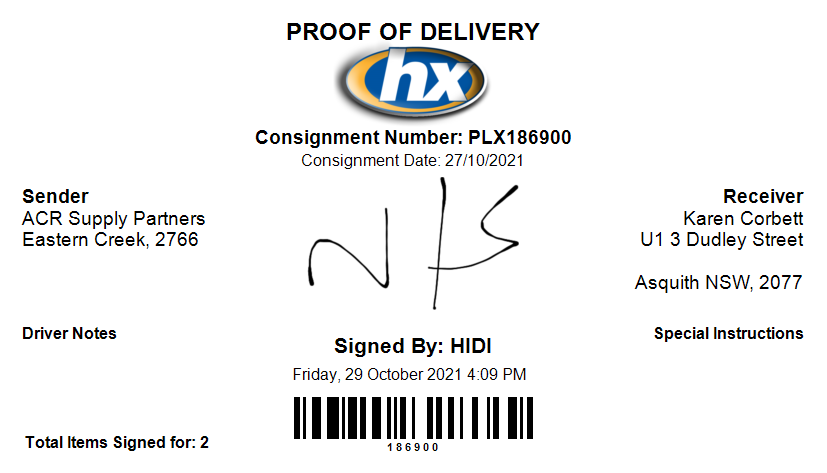 PROOF OF DELIVERY
hx
Consignment Number: PLX186900
Consignment Date: 27/10/2021
Sender
ACR Supply Partners
Eastern Creek, 2766
Receiver
Karen Corbett
U1 3 Dudley Street
Asquith NSW, 2077
Driver Notes
Special Instructions
Signed By: HIDI
Friday, 29 October 2021 4:09 PM
186900
Total Items Signed for: 2